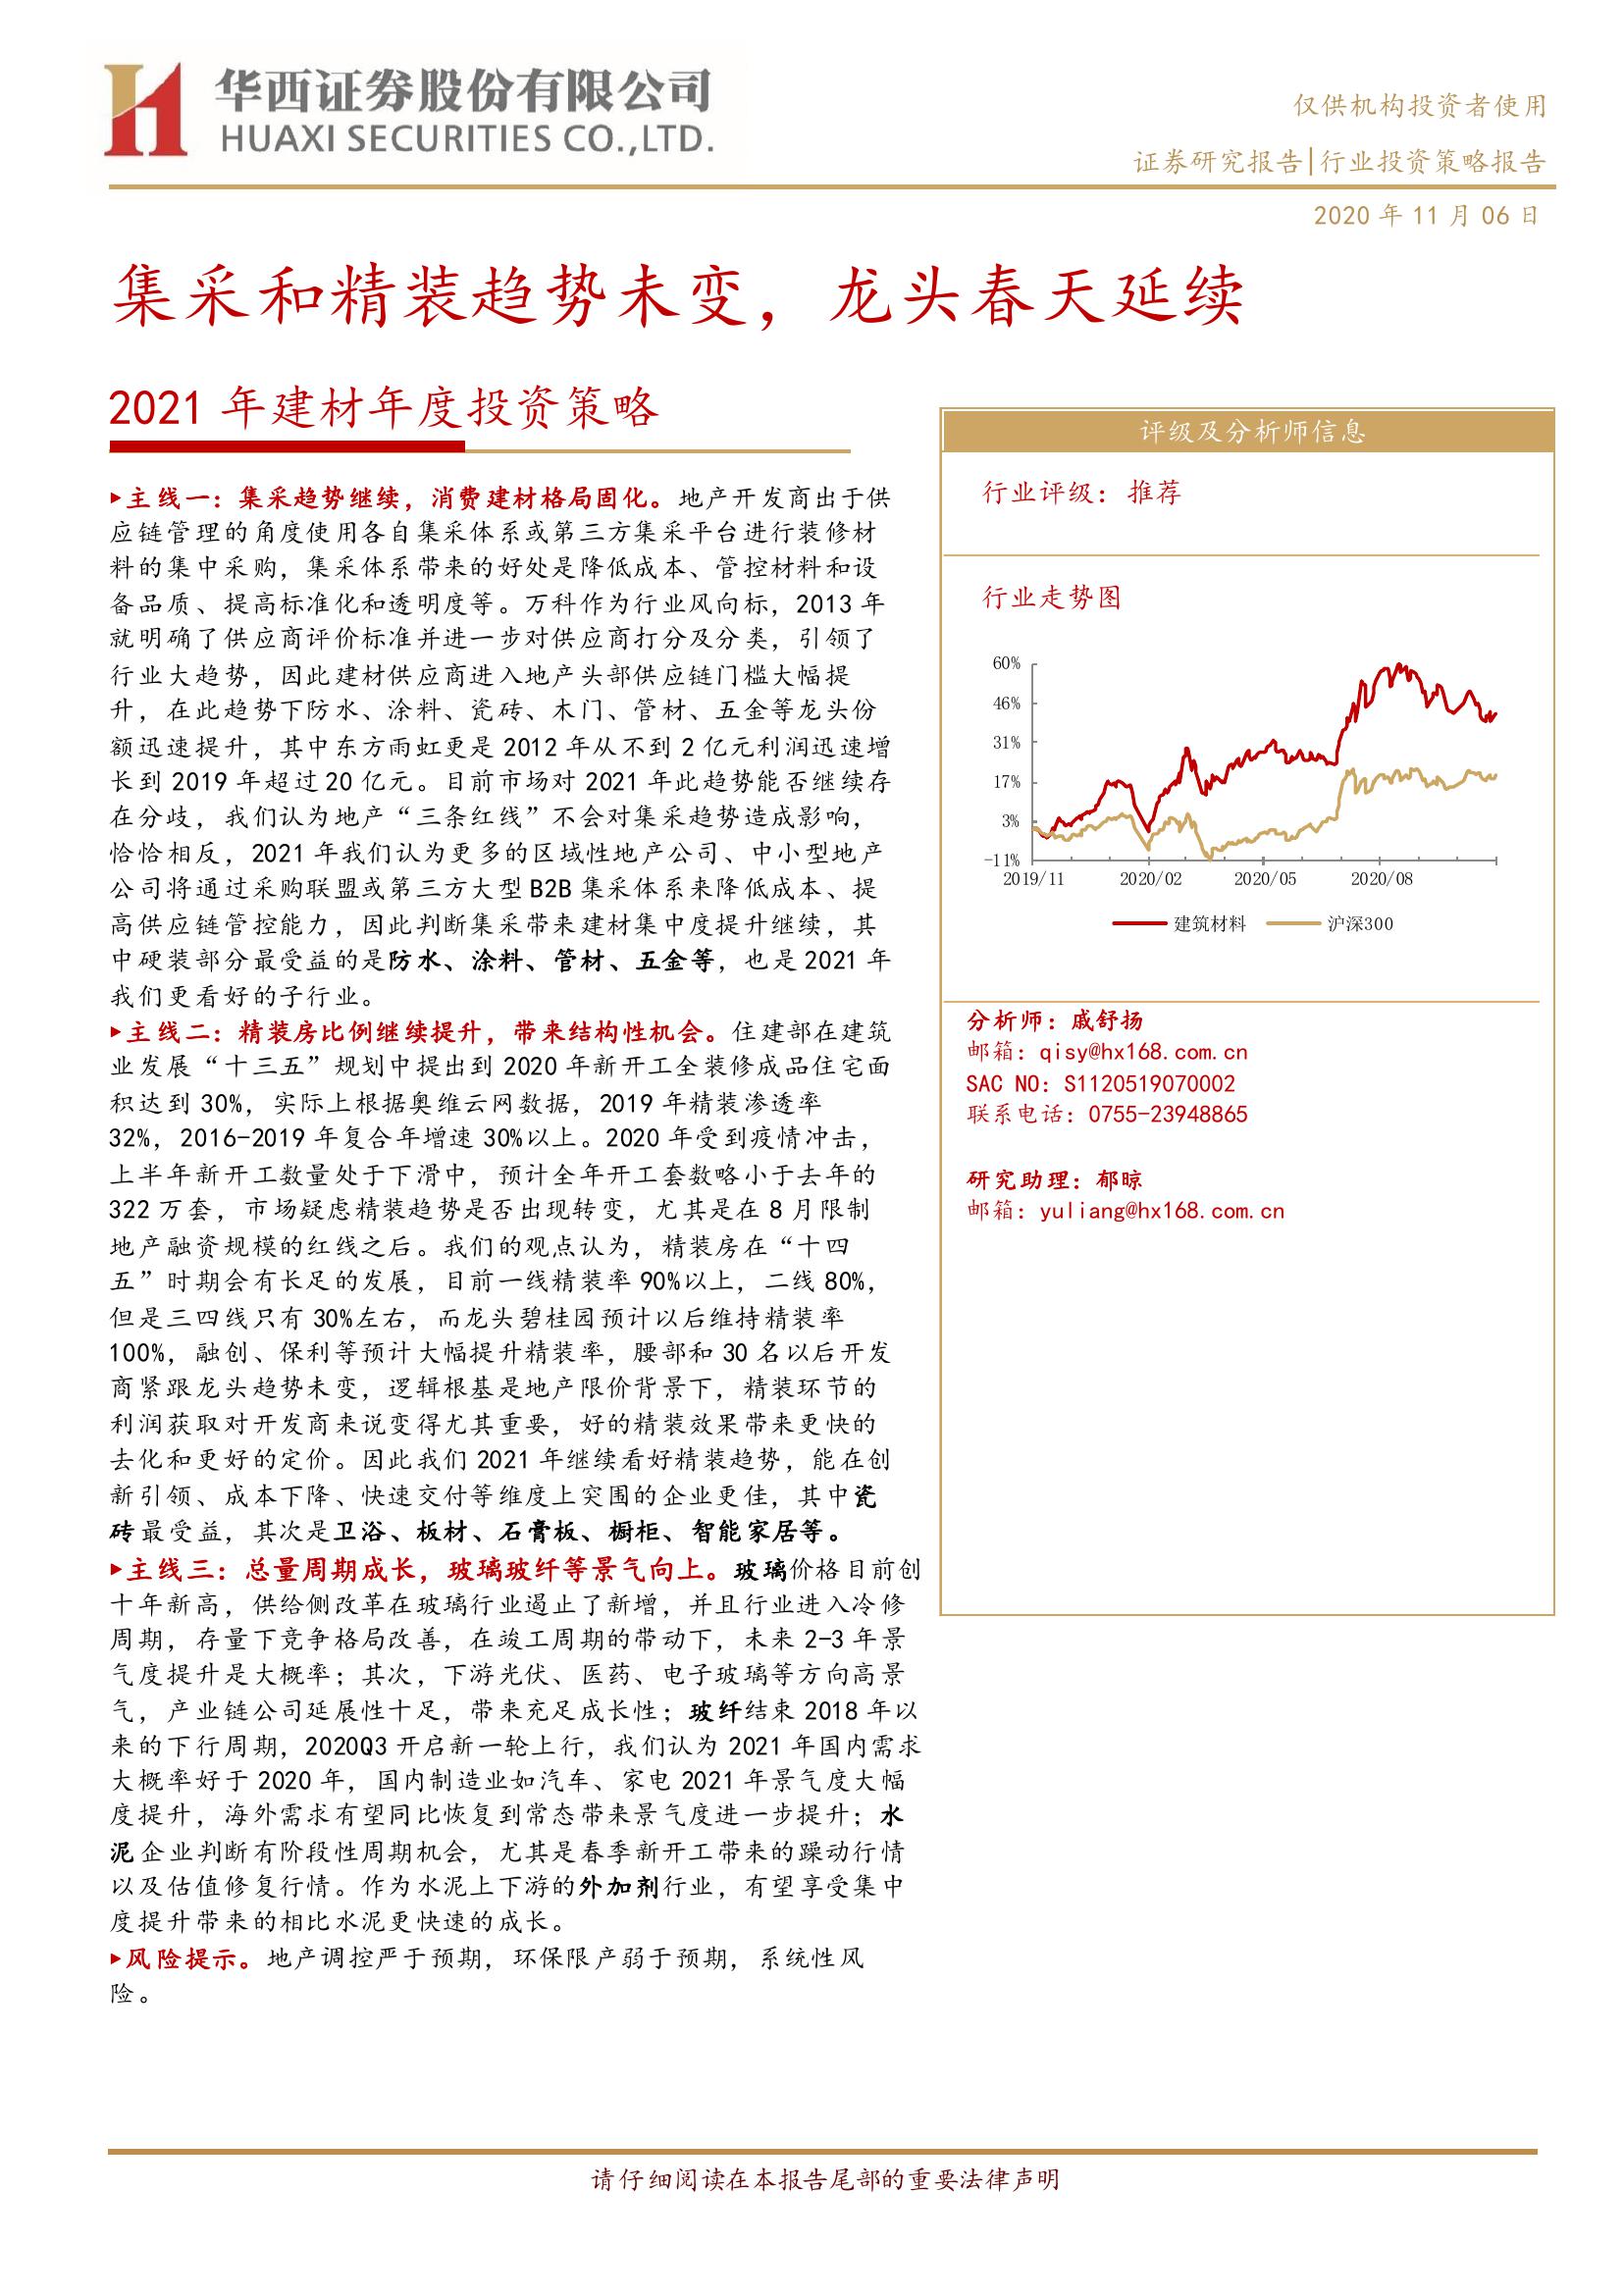 华西证券股份有限公司
HUAXI SECURITIES CO.,LTD.
仅供机构投资者使用
证券研究报告|行业投资策略报告
2020 年 11 月 06 日
集采和精装趋势未变，龙头春天延续
2021 年建材年度投资策略
▸主线一：集采趋势继续，消费建材格局固化。地产开发商出于供
应链管理的角度使用各自集采体系或第三方集采平台进行装修材
料的集中采购，集采体系带来的好处是降低成本、管控材料和设
备品质、提高标准化和透明度等。万科作为行业风向标，2013 年
就明确了供应商评价标准并进一步对供应商打分及分类，引领了
行业大趋势，因此建材供应商进入地产头部供应链门槛大幅提
升，在此趋势下防水、涂料、瓷砖、木门、管材、五金等龙头份
额迅速提升，其中东方雨虹更是 2012 年从不到 2 亿元利润迅速增
长到 2019 年超过 20 亿元。目前市场对 2021 年此趋势能否继续存
在分歧，我们认为地产“三条红线”不会对集采趋势造成影响，
恰恰相反，2021 年我们认为更多的区域性地产公司、中小型地产
公司将通过采购联盟或第三方大型 B2B 集采体系来降低成本、提
高供应链管控能力，因此判断集采带来建材集中度提升继续，其
中硬装部分最受益的是防水、涂料、管材、五金等，也是 2021 年
我们更看好的子行业。
▸主线二：精装房比例继续提升，带来结构性机会。住建部在建筑
业发展“十三五”规划中提出到 2020 年新开工全装修成品住宅面
积达到 30%，实际上根据奥维云网数据，2019 年精装渗透率
32%，2016-2019 年复合年增速 30%以上。2020 年受到疫情冲击，
上半年新开工数量处于下滑中，预计全年开工套数略小于去年的
322 万套，市场疑虑精装趋势是否出现转变，尤其是在 8 月限制
地产融资规模的红线之后。我们的观点认为，精装房在“十四
五”时期会有长足的发展，目前一线精装率 90%以上，二线 80%，
但是三四线只有 30%左右，而龙头碧桂园预计以后维持精装率
100%，融创、保利等预计大幅提升精装率，腰部和 30 名以后开发
商紧跟龙头趋势未变，逻辑根基是地产限价背景下，精装环节的
利润获取对开发商来说变得尤其重要，好的精装效果带来更快的
去化和更好的定价。因此我们 2021 年继续看好精装趋势，能在创
新引领、成本下降、快速交付等维度上突围的企业更佳，其中瓷
砖最受益，其次是卫浴、板材、石膏板、橱柜、智能家居等。
▸主线三：总量周期成长，玻璃玻纤等景气向上。玻璃价格目前创
十年新高，供给侧改革在玻璃行业遏止了新增，并且行业进入冷修
周期，存量下竞争格局改善，在竣工周期的带动下，未来 2-3 年景
气度提升是大概率；其次，下游光伏、医药、电子玻璃等方向高景
气，产业链公司延展性十足，带来充足成长性；玻纤结束 2018 年以
来的下行周期，2020Q3 开启新一轮上行，我们认为 2021 年国内需求
大概率好于 2020 年，国内制造业如汽车、家电 2021 年景气度大幅
度提升，海外需求有望同比恢复到常态带来景气度进一步提升；水
泥企业判断有阶段性周期机会，尤其是春季新开工带来的躁动行情
以及估值修复行情。作为水泥上下游的外加剂行业，有望享受集中
度提升带来的相比水泥更快速的成长。
▸风险提示。地产调控严于预期，环保限产弱于预期，系统性风
险。
评级及分析师信息
行业评级：推荐
行业走势图
60%
46%
31%
17%
3%
-11%
2019/11 2020/02 2020/05 2020/08
建筑材料 沪深300
分析师：戚舒扬
邮箱：qisy@hx168.com.cn
SAC NO：S1120519070002
联系电话：0755-23948865
研究助理：郁晾
邮箱：yuliang@hx168.com.cn
请仔细阅读在本报告尾部的重要法律声明